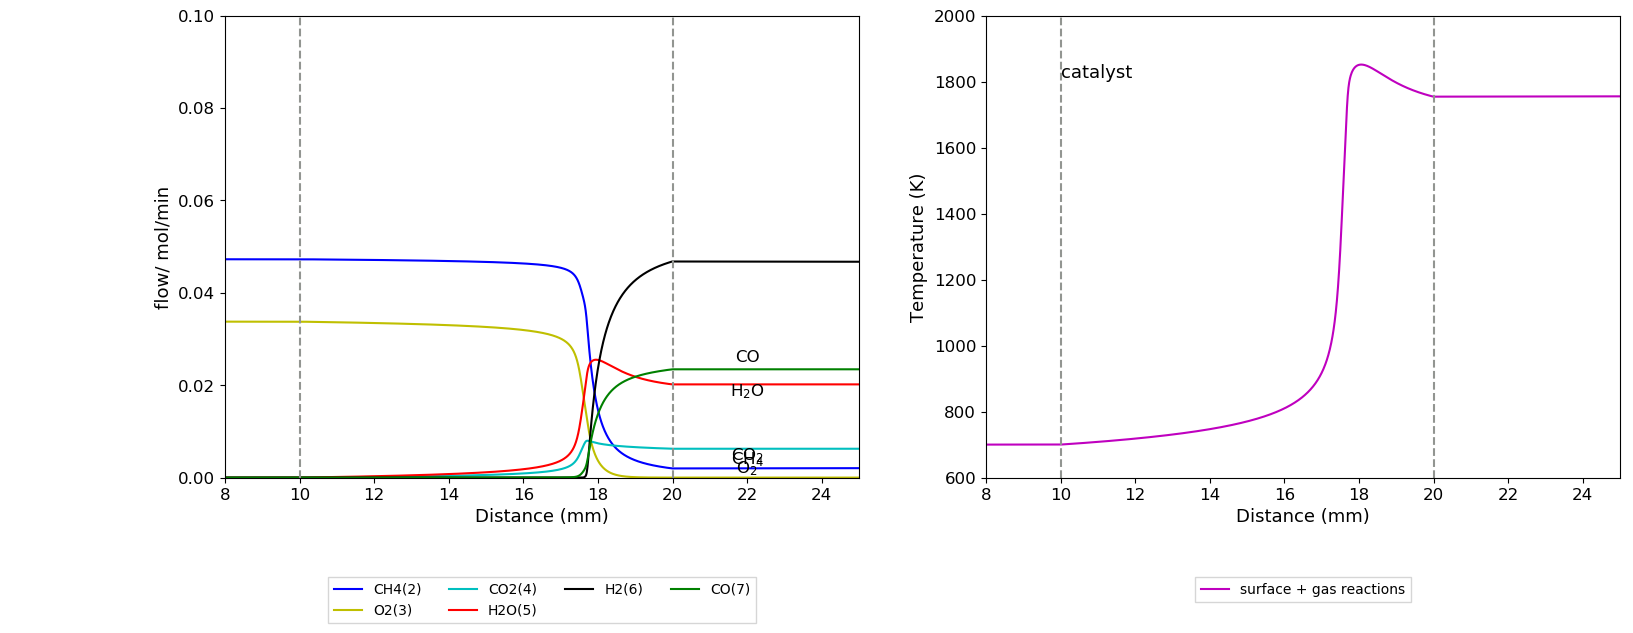 0.10
0.08
0.06
0.04
0.02
0.00
flow/ mol/min
CO
H₂O
CO₂
CH₄
O₂
8 10 12 14 16 18 20 22 24
Distance (mm)
CH4(2) CO2(4) H2(6) CO(7)
O2(3) H2O(5)
2000
1800
1600
1400
1200
1000
800
600
Temperature (K)
catalyst
8 10 12 14 16 18 20 22 24
Distance (mm)
surface + gas reactions